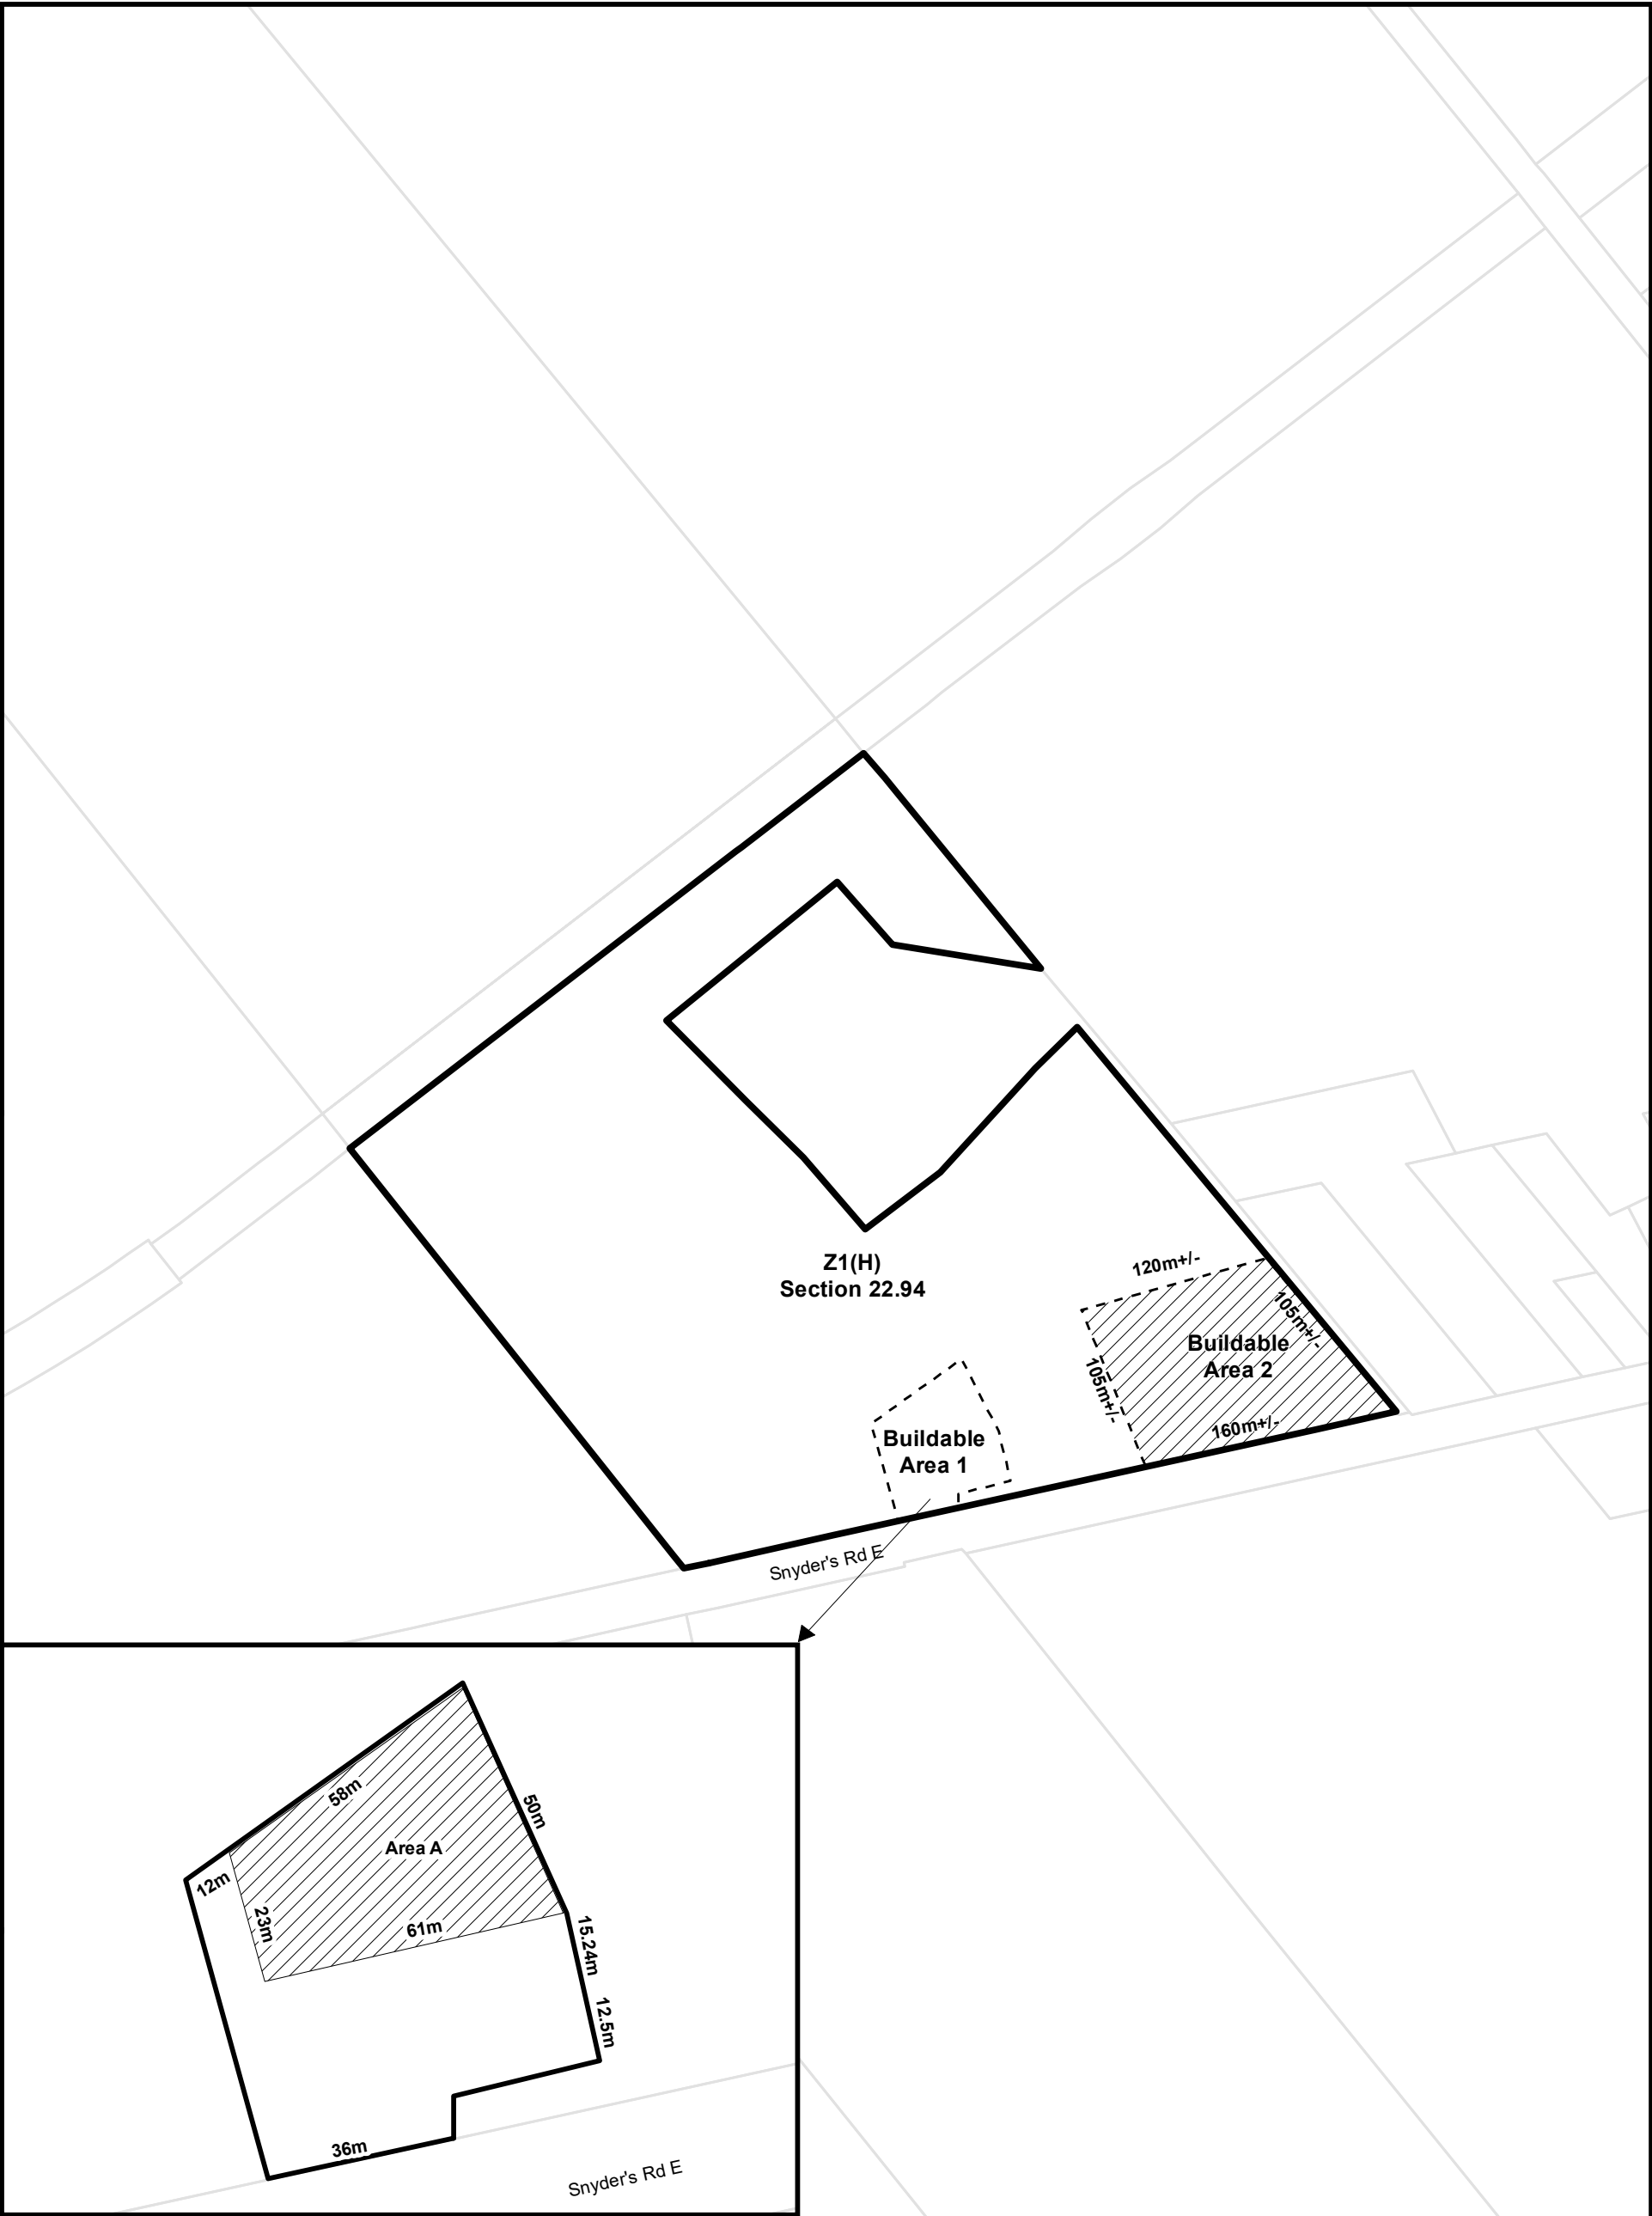 Z1(H)
Section 22.94
120m+/-
105m+/-
Buildable
Area 2
105m+/-
160m+/-
Buildable
Area 1
Snyder's Rd E
58m
50m
Area A
12m
23m
61m
15.24m
12.5m
36m
Snyder's Rd E